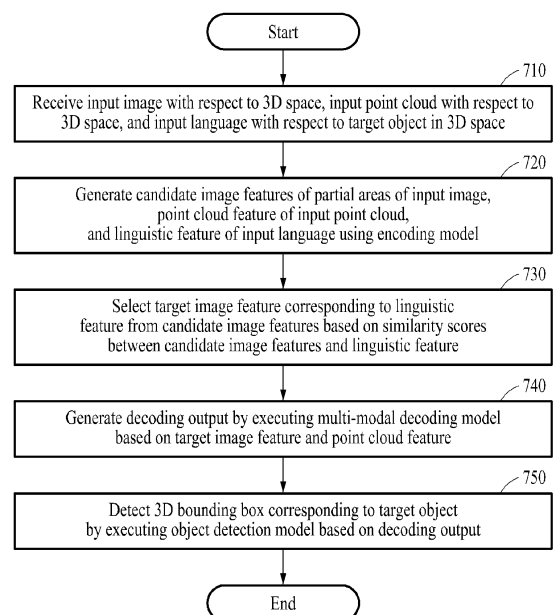 Start
710
Receive input image with respect to 3D space, input point cloud with respect to
3D space, and input language with respect to target object in 3D space
720
Generate candidate image features of partial areas of input image,
point cloud feature of input point cloud,
and linguistic feature of input language using encoding model
730
Select target image feature corresponding to linguistic
feature from candidate image features based on similarity scores
between candidate image features and linguistic feature
740
Generate decoding output by executing multi-modal decoding model
based on target image feature and point cloud feature
750
Detect 3D bounding box corresponding to target object
by executing object detection model based on decoding output
End